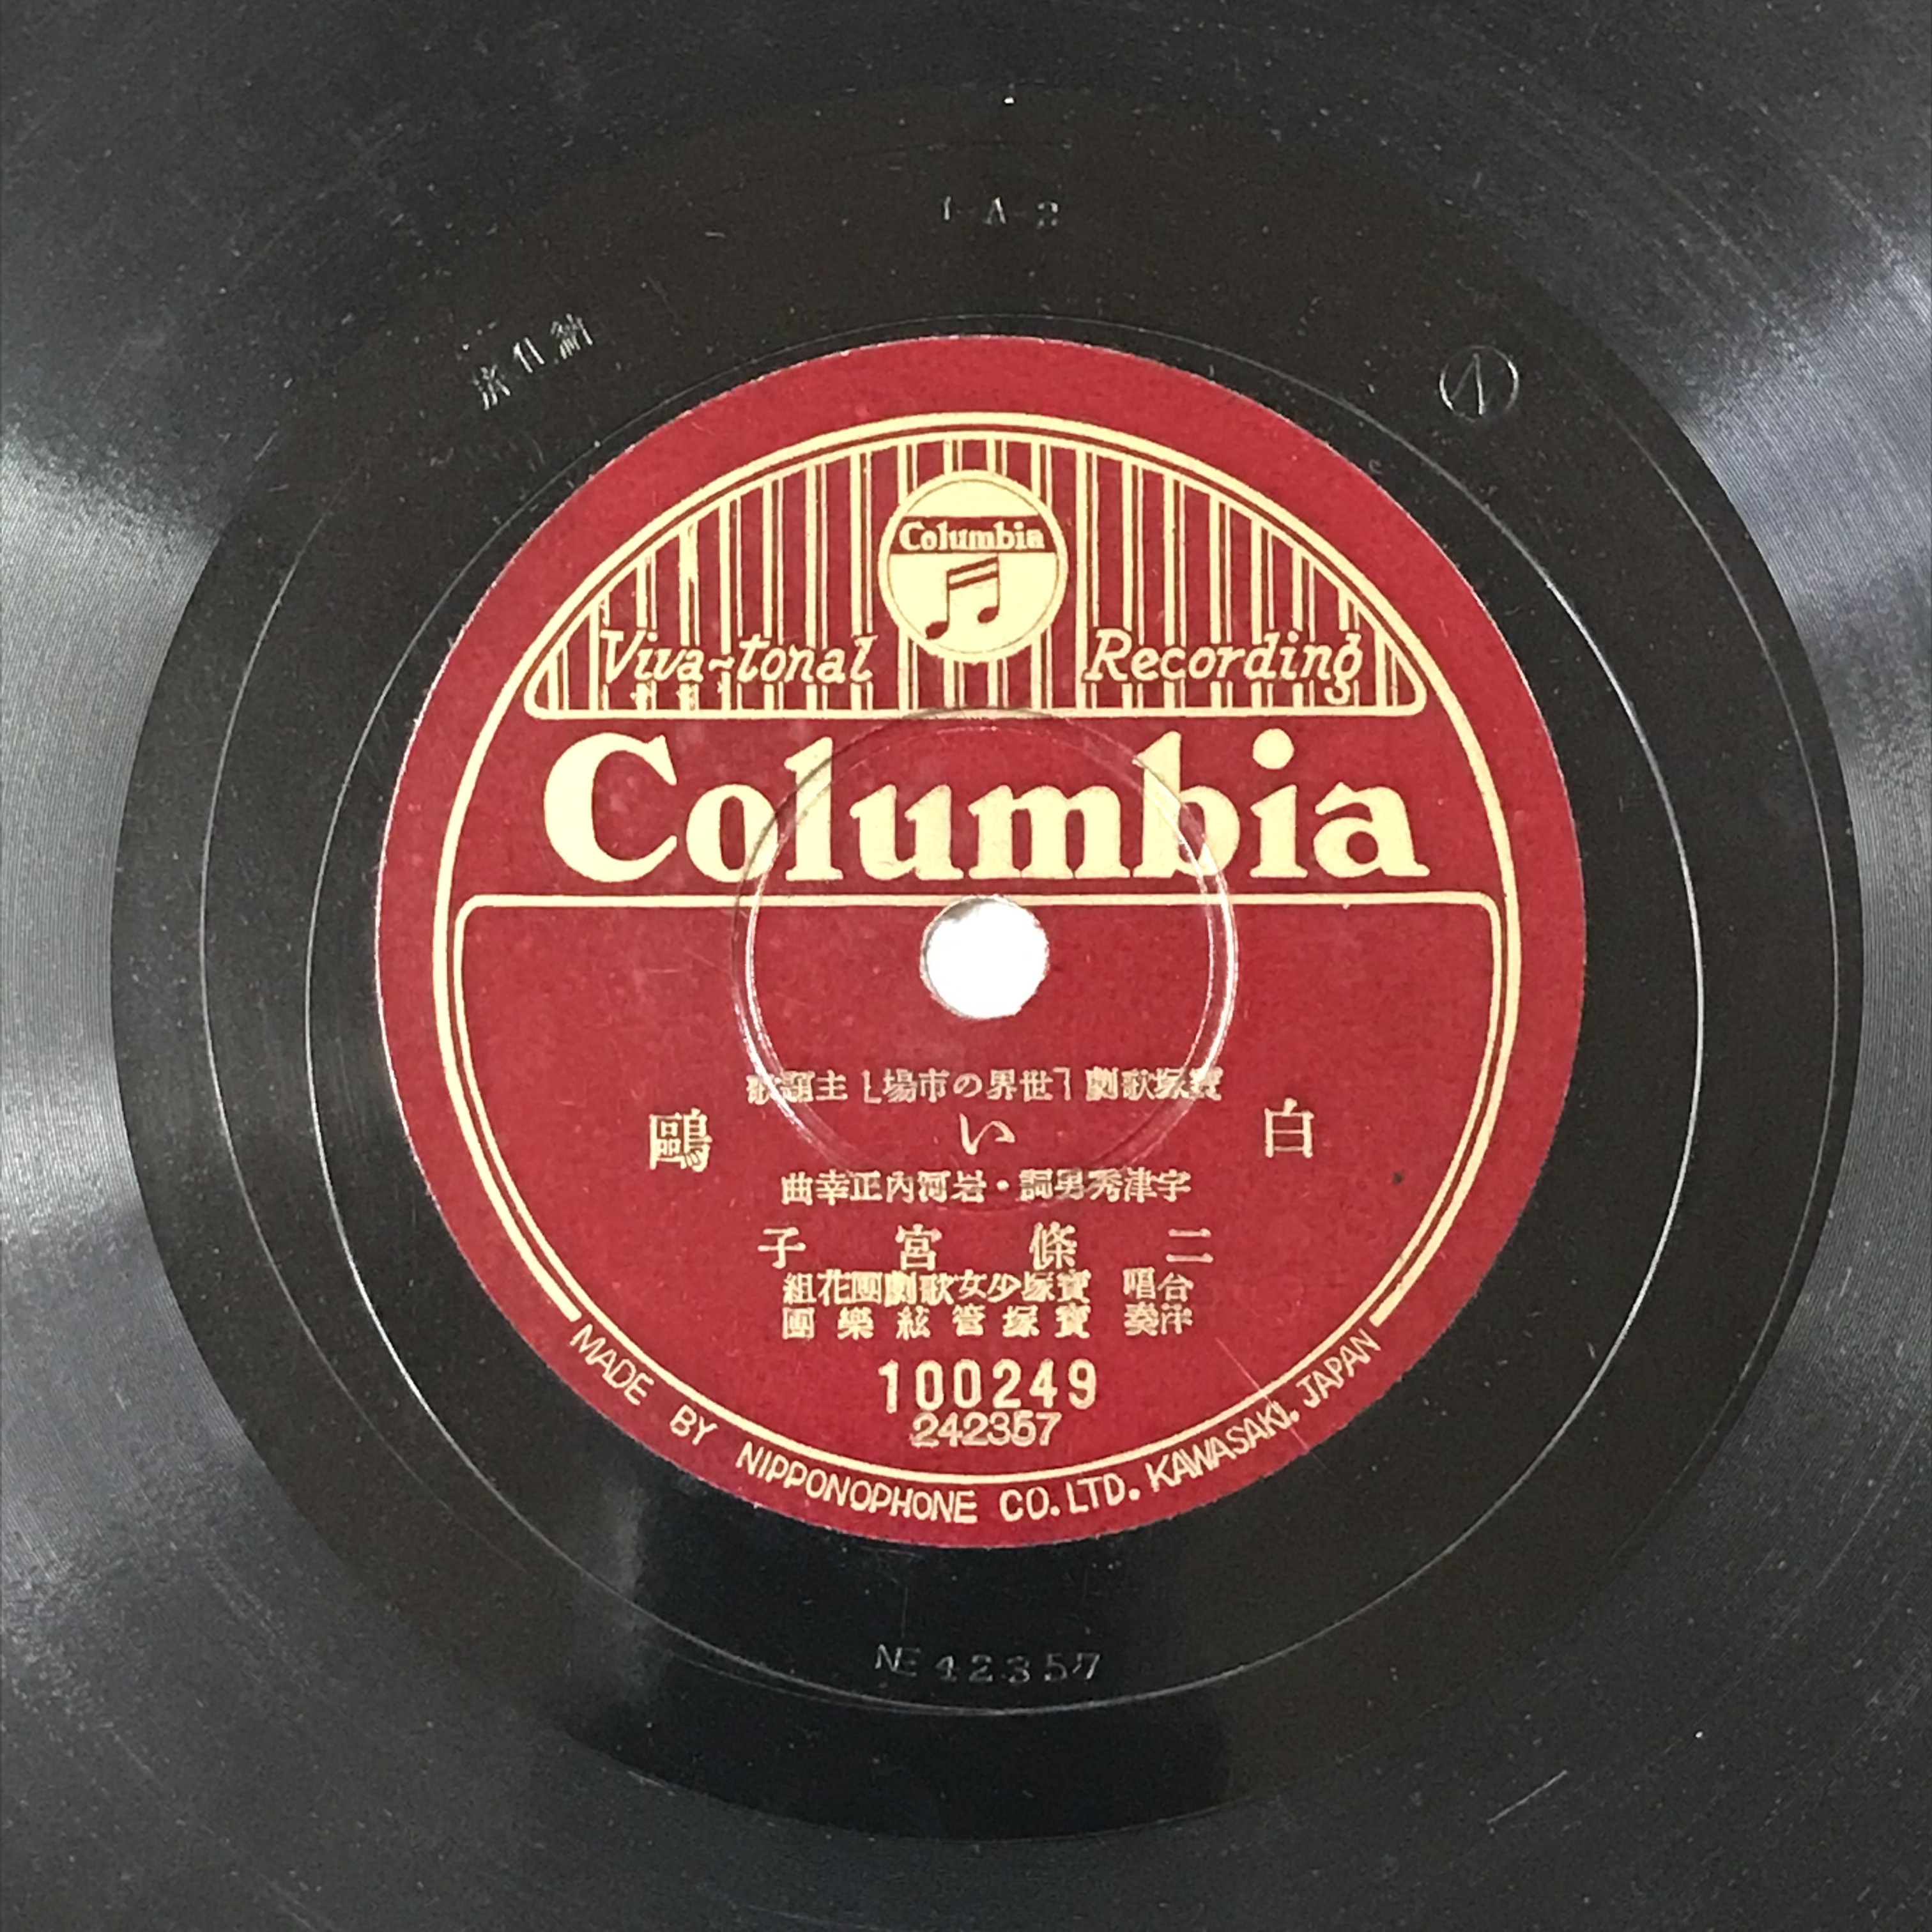 1-A-2
Columbia
Viva-tonal Recording
Columbia
寶塚歌劇「世界の市場」主題歌
白い鷗
宇津秀男詞・岩河内正幸曲
二條宮子
合唱 寶塚少女歌劇團花組
伴奏 寶塚管絃樂團
100249
242357
MADE BY NIPPONOPHONE CO. LTD. KAWASAKI. JAPAN
NE 42357